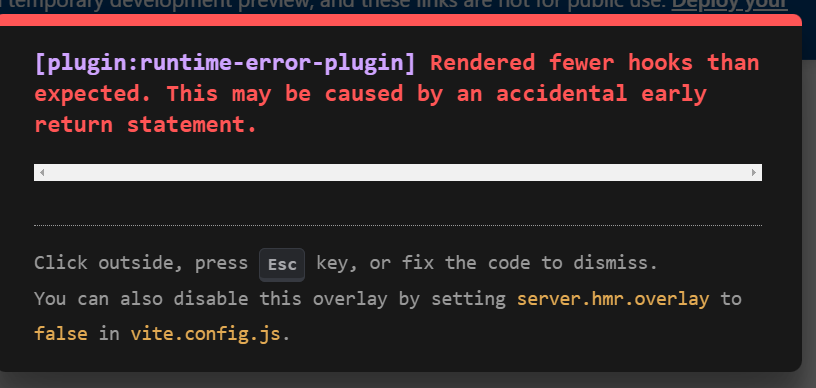 temporary development preview, and these links are not for public use. Deploy your
[plugin:runtime-error-plugin] Rendered fewer hooks than
expected. This may be caused by an accidental early
return statement.
Click outside, press Esc key, or fix the code to dismiss.
You can also disable this overlay by setting server.hmr.overlay to
false in vite.config.js.